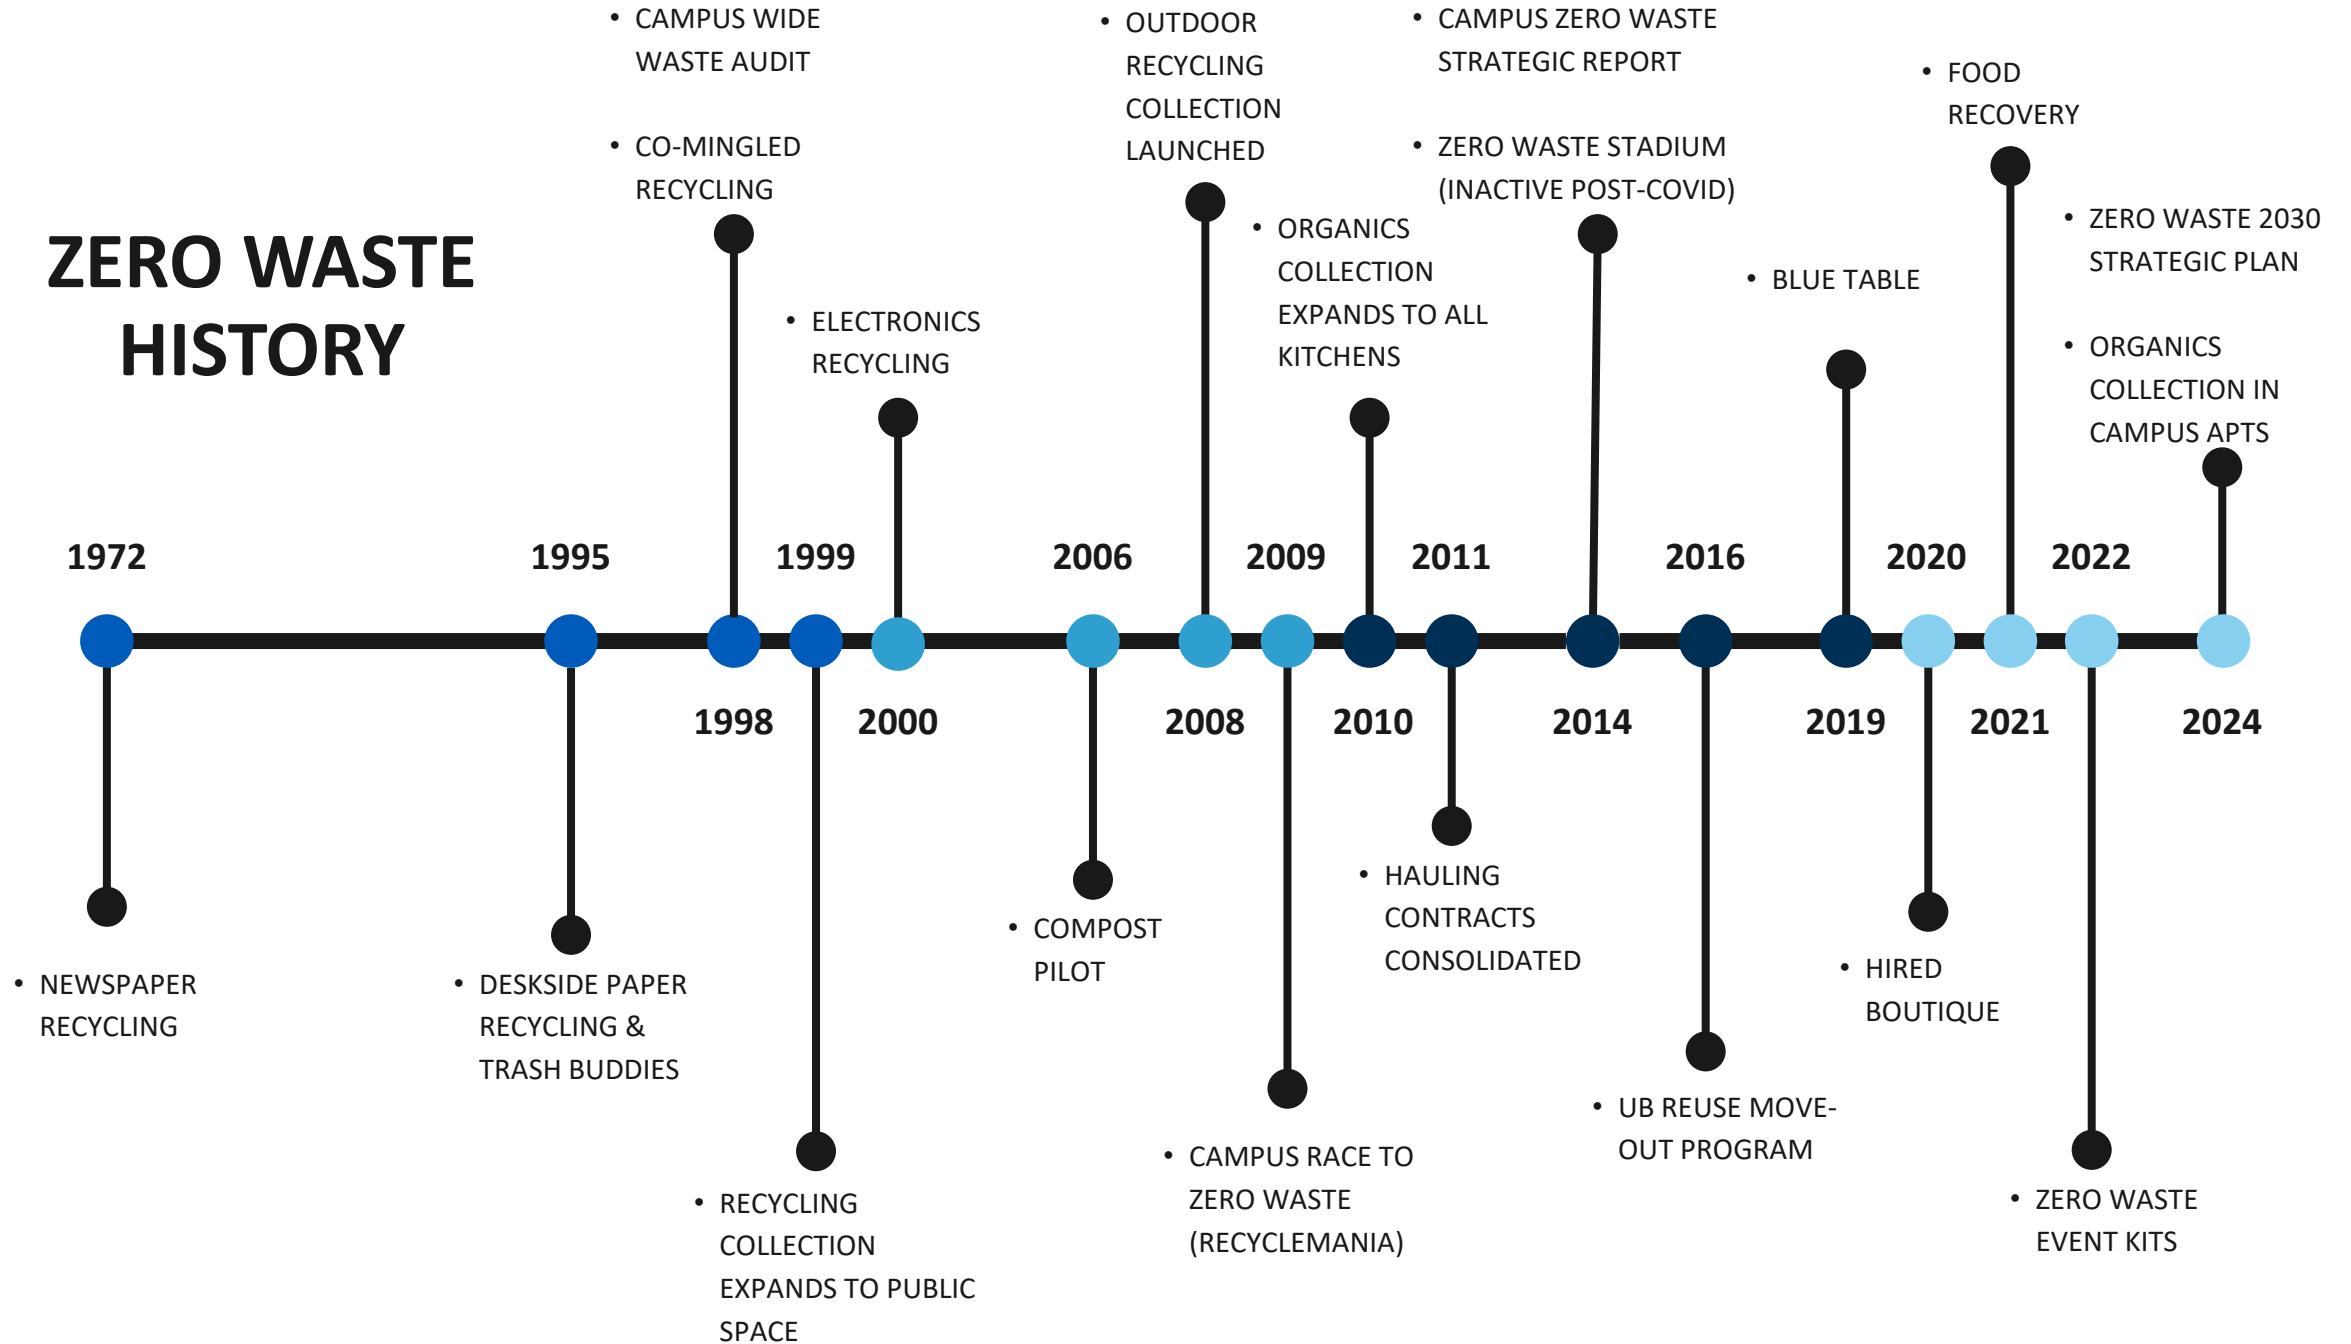 ZERO WASTE
HISTORY
• CAMPUS WIDE
WASTE AUDIT
• CO-MINGLED
RECYCLING
• ELECTRONICS
RECYCLING
• OUTDOOR
RECYCLING
COLLECTION
LAUNCHED
• ORGANICS
COLLECTION
EXPANDS TO ALL
KITCHENS
• CAMPUS ZERO WASTE
STRATEGIC REPORT
• ZERO WASTE STADIUM
(INACTIVE POST-COVID)
• BLUE TABLE
• FOOD
RECOVERY
• ZERO WASTE 2030
STRATEGIC PLAN
• ORGANICS
COLLECTION IN
CAMPUS APTS
1972
1995
1999
2006
2009
2011
2016
2020
2022
1998
2000
2008
2010
2014
2019
2021
2024
• NEWSPAPER
RECYCLING
• DESKSIDE PAPER
RECYCLING &
TRASH BUDDIES
• RECYCLING
COLLECTION
EXPANDS TO PUBLIC
SPACE
• COMPOST
PILOT
• CAMPUS RACE TO
ZERO WASTE
(RECYCLEMANIA)
• HAULING
CONTRACTS
CONSOLIDATED
• UB REUSE MOVE-
OUT PROGRAM
• HIRED
BOUTIQUE
• ZERO WASTE
EVENT KITS